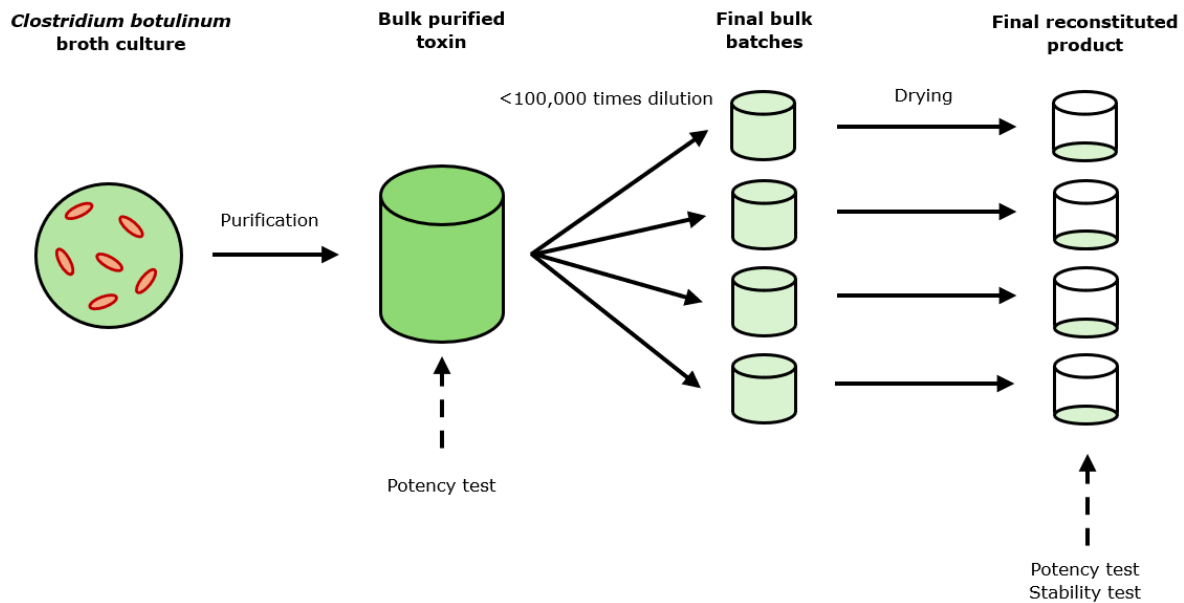 Clostridium botulinum
broth culture
Bulk purified
toxin
Final bulk
batches
Final reconstituted
product
<100,000 times dilution
Drying
Purification
Potency test
Potency test
Stability test